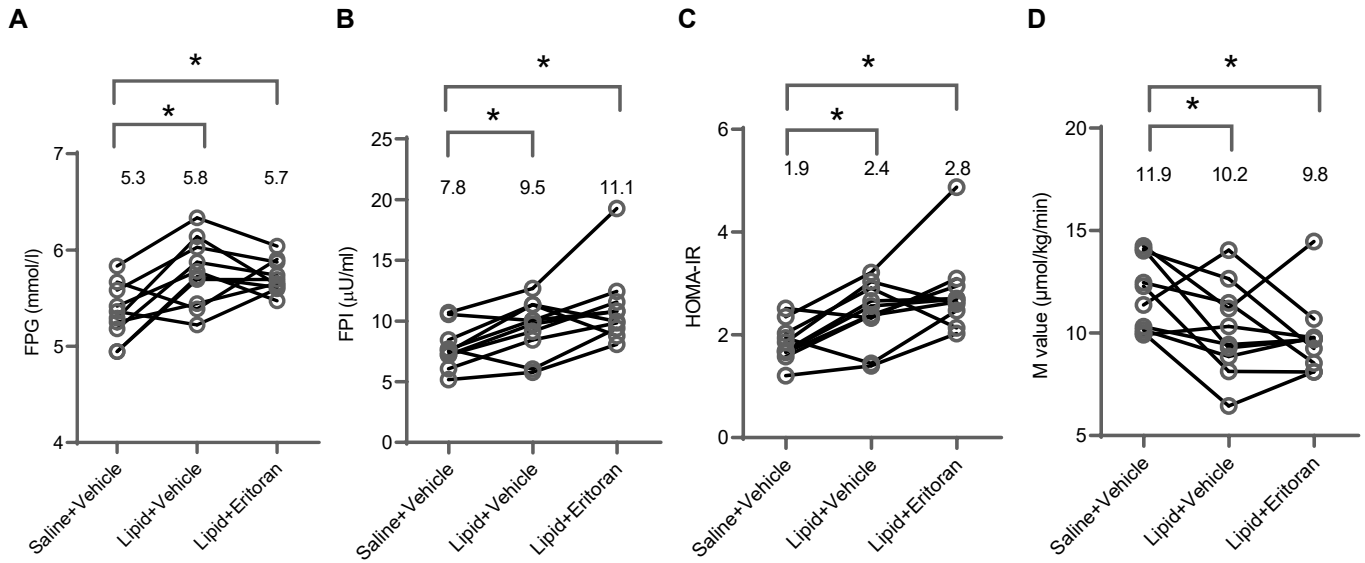 A
*
*
7
5.3 5.8 5.7
6
5
4
FPG (mmol/l)
Saline+Vehicle
Lipid+Vehicle
Lipid+Eritoran
B
*
*
25
7.8 9.5 11.1
20
15
10
5
0
FPI (μU/ml)
Saline+Vehicle
Lipid+Vehicle
Lipid+Eritoran
C
*
*
6
1.9 2.4 2.8
4
2
0
HOMA-IR
Saline+Vehicle
Lipid+Vehicle
Lipid+Eritoran
D
*
*
20
11.9 10.2 9.8
15
10
5
M value (μmol/kg/min)
Saline+Vehicle
Lipid+Vehicle
Lipid+Eritoran